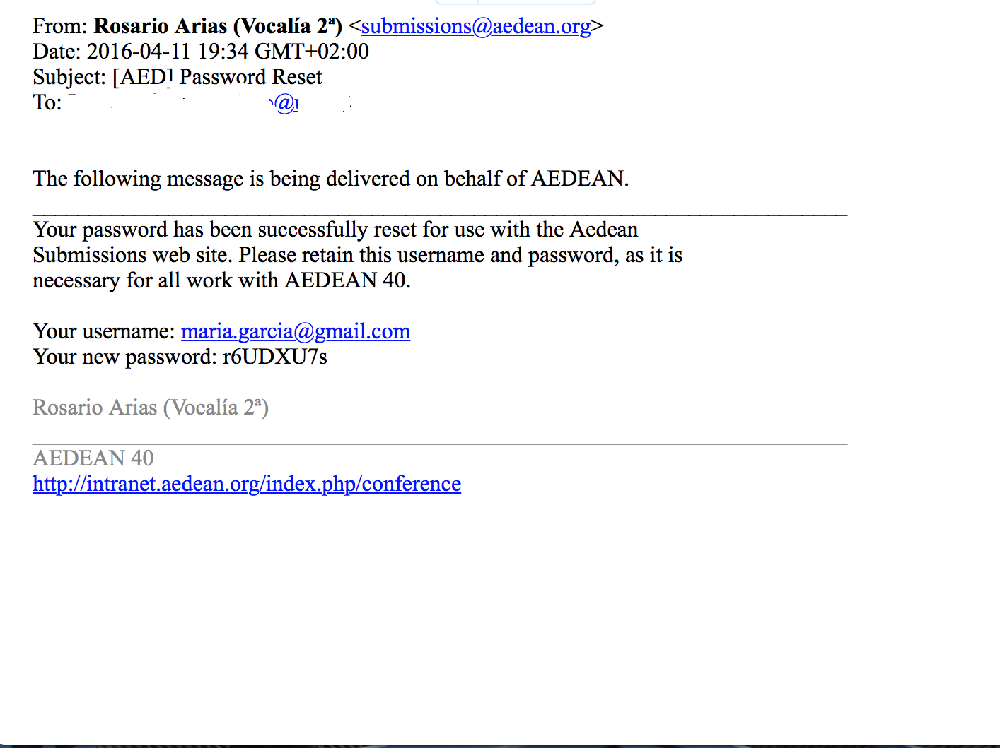 From: Rosario Arias (Vocalía 2ª) <submissions@aedean.org>
Date: 2016-04-11 19:34 GMT+02:00
Subject: [AED] Password Reset
To: @
The following message is being delivered on behalf of AEDEAN.
Your password has been successfully reset for use with the Aedean
Submissions web site. Please retain this username and password, as it is
necessary for all work with AEDEAN 40.
Your username: maria.garcia@gmail.com
Your new password: r6UDXU7s
Rosario Arias (Vocalía 2ª)
AEDEAN 40
http://intranet.aedean.org/index.php/conference